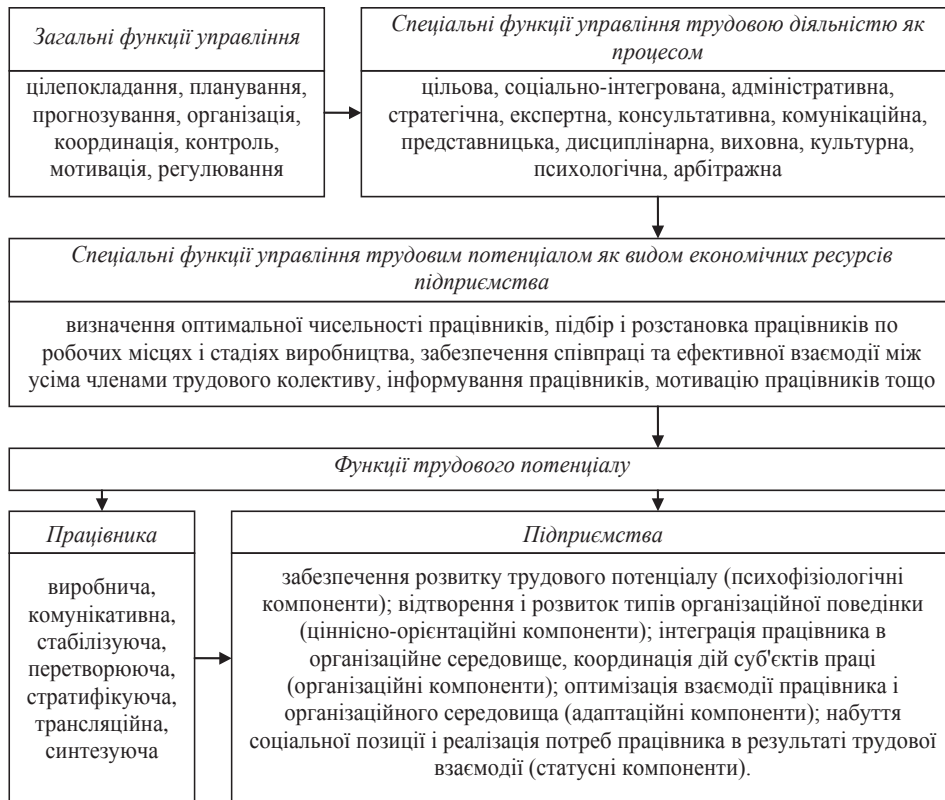 Загальні функції управління
цілепокладання, планування,
прогнозування, організація,
координація, контроль,
мотивація, регулювання
Спеціальні функції управління трудовою діяльністю як
процесом
цільова, соціально-інтегрована, адміністративна,
стратегічна, експертна, консультативна, комунікаційна,
представницька, дисциплінарна, виховна, культурна,
психологічна, арбітражна
Спеціальні функції управління трудовим потенціалом як видом економічних ресурсів
підприємства
визначення оптимальної чисельності працівників, підбір і розстановка працівників по
робочих місцях і стадіях виробництва, забезпечення співпраці та ефективної взаємодії між
усіма членами трудового колективу, інформування працівників, мотивацію працівників тощо
Функції трудового потенціалу
Працівника
виробнича,
комунікативна,
стабілізуюча,
перетворююча,
стратифікуюча,
трансляційна,
синтезуюча
Підприємства
забезпечення розвитку трудового потенціалу (психофізіологічні
компоненти); відтворення і розвиток типів організаційної поведінки
(ціннісно-орієнтаційні компоненти); інтеграція працівника в
організаційне середовище, координація дій суб'єктів праці
(організаційні компоненти); оптимізація взаємодії працівника і
організаційного середовища (адаптаційні компоненти); набуття
соціальної позиції і реалізація потреб працівника в результаті трудової
взаємодії (статусні компоненти).